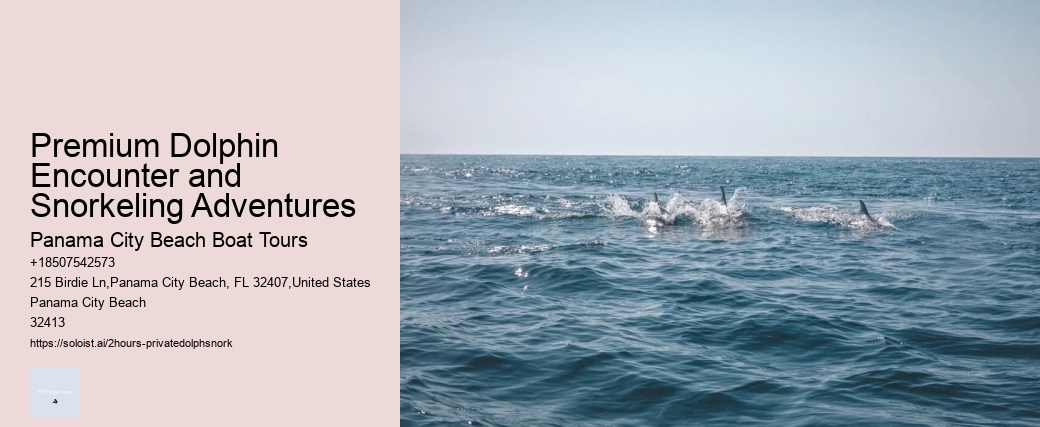 Premium Dolphin
Encounter and
Snorkeling Adventures
Panama City Beach Boat Tours
+18507542573
215 Birdie Ln,Panama City Beach, FL 32407,United States
Panama City Beach
32413
https://soloist.ai/2hours-privatedolphsnork